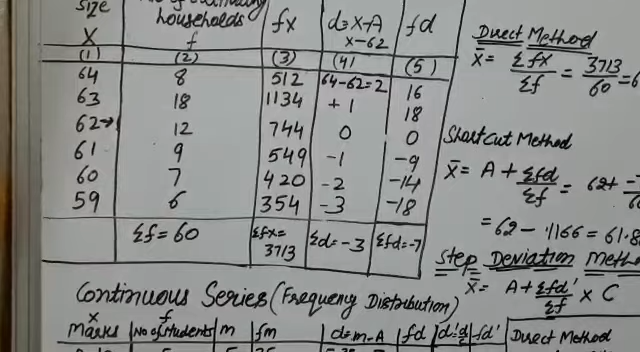 Size households fx d=X-A fd
X f x-62
(1) (2) (3) (4) (5)
64 8 512 64-62=2 16
63 18 1134 +1 18
62→ 12 744 0 0
61 9 549 -1 -9
60 7 420 -2 -14
59 6 354 -3 -18
Σf=60 Σfx= 3713 Σd=-3 Σfd=-7
Direct Method
X̄= Σfx/Σf = 3713/60 = 6
Shortcut Method
X̄= A + Σfd/Σf = 62+ -
= 62 - .1166 = 61.8
Step Deviation Metho
X̄= A + Σfd'/Σf × C
Continuous Series (Frequency Distribution)
X f
Marks No of Students m fm d=m-A fd d'=d/ fd' Direct Method